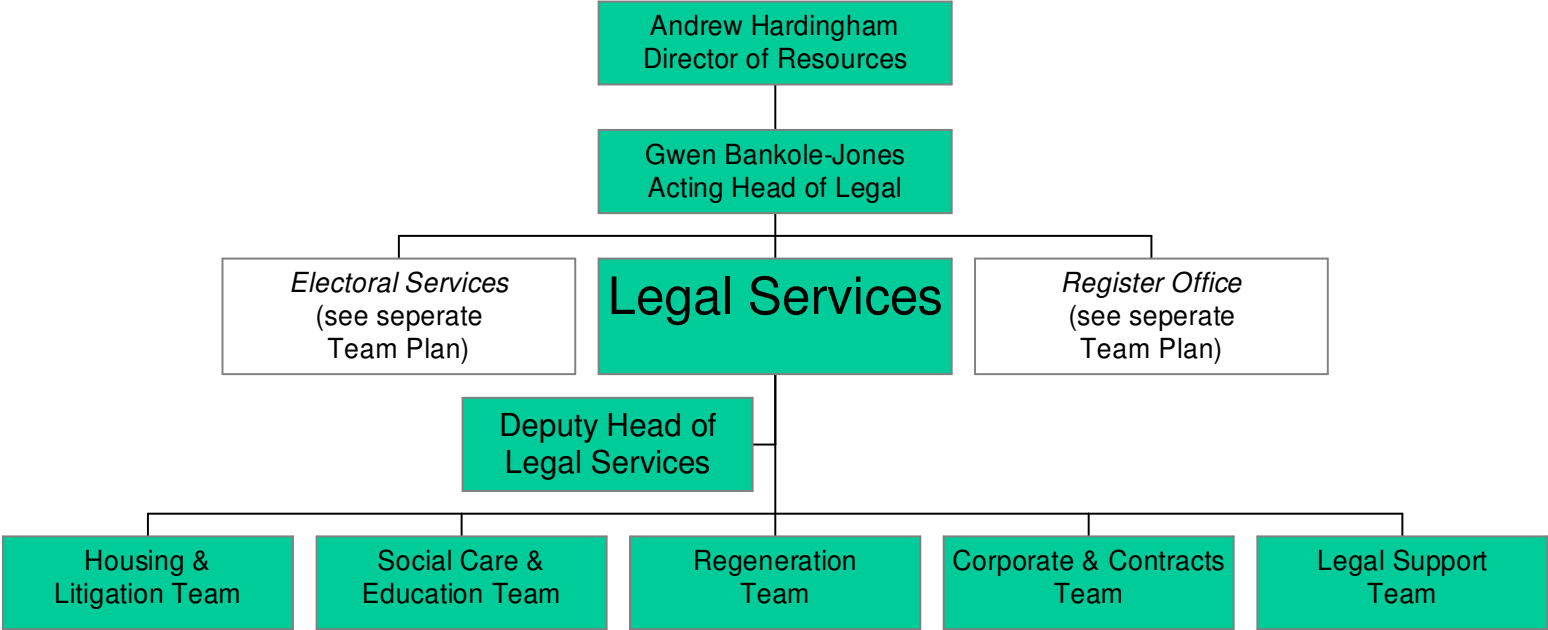 Andrew Hardingham
Director of Resources
Gwen Bankole-Jones
Acting Head of Legal
Electoral Services
(see seperate
Team Plan)
Legal Services
Register Office
(see seperate
Team Plan)
Deputy Head of
Legal Services
Housing &
Litigation Team
Social Care &
Education Team
Regeneration
Team
Corporate & Contracts
Team
Legal Support
Team